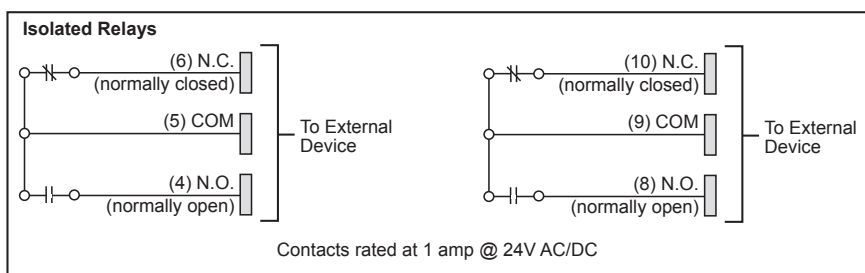 Isolated Relays
(6) N.C.
(normally closed)
(5) COM
(4) N.O.
(normally open)
To External
Device
(10) N.C.
(normally closed)
(9) COM
(8) N.O.
(normally open)
To External
Device
Contacts rated at 1 amp @ 24V AC/DC